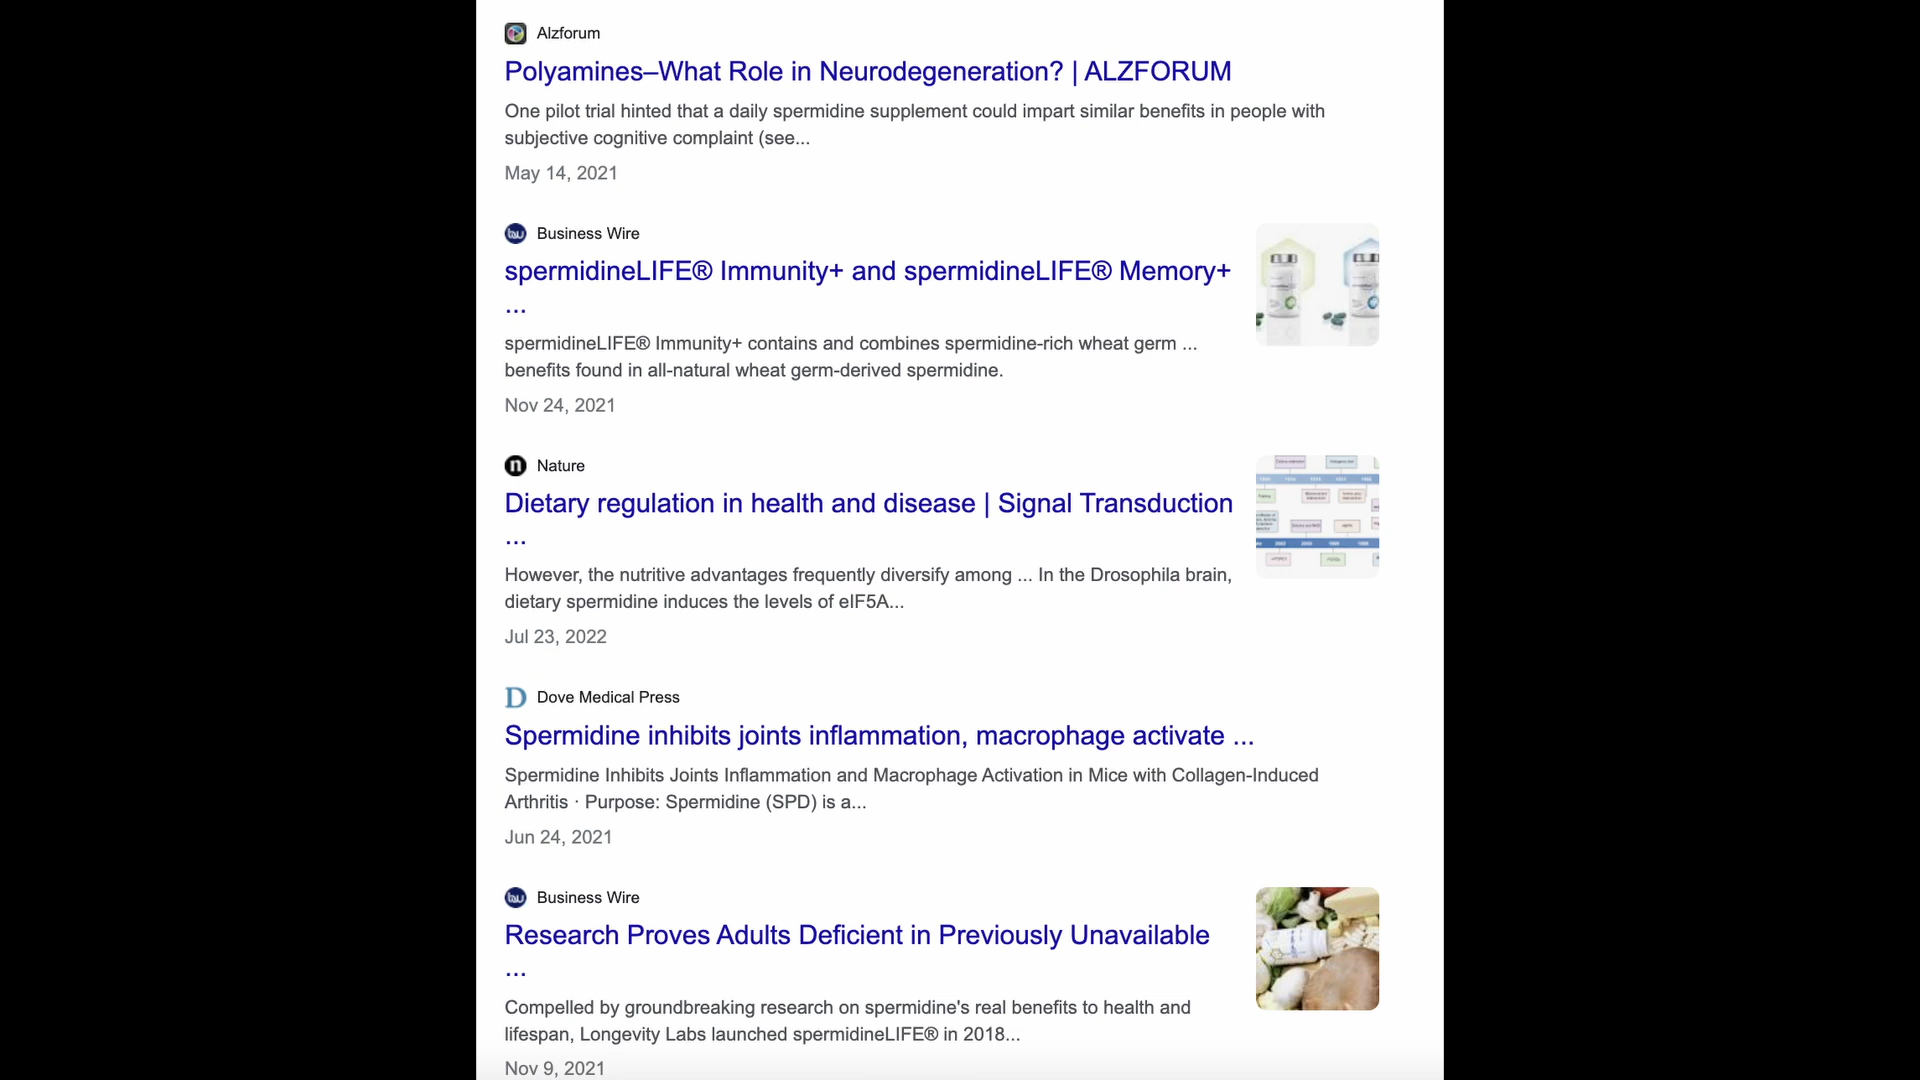 Alzforum
Polyamines–What Role in Neurodegeneration? | ALZFORUM
One pilot trial hinted that a daily spermidine supplement could impart similar benefits in people with
subjective cognitive complaint (see...
May 14, 2021
Business Wire
spermidineLIFE® Immunity+ and spermidineLIFE® Memory+
...
spermidineLIFE® Immunity+ contains and combines spermidine-rich wheat germ ...
benefits found in all-natural wheat germ-derived spermidine.
Nov 24, 2021
n Nature
Dietary regulation in health and disease | Signal Transduction
...
However, the nutritive advantages frequently diversify among ... In the Drosophila brain,
dietary spermidine induces the levels of eIF5A...
Jul 23, 2022
D Dove Medical Press
Spermidine inhibits joints inflammation, macrophage activate ...
Spermidine Inhibits Joints Inflammation and Macrophage Activation in Mice with Collagen-Induced
Arthritis · Purpose: Spermidine (SPD) is a...
Jun 24, 2021
Business Wire
Research Proves Adults Deficient in Previously Unavailable
...
Compelled by groundbreaking research on spermidine's real benefits to health and
lifespan, Longevity Labs launched spermidineLIFE® in 2018...
Nov 9, 2021